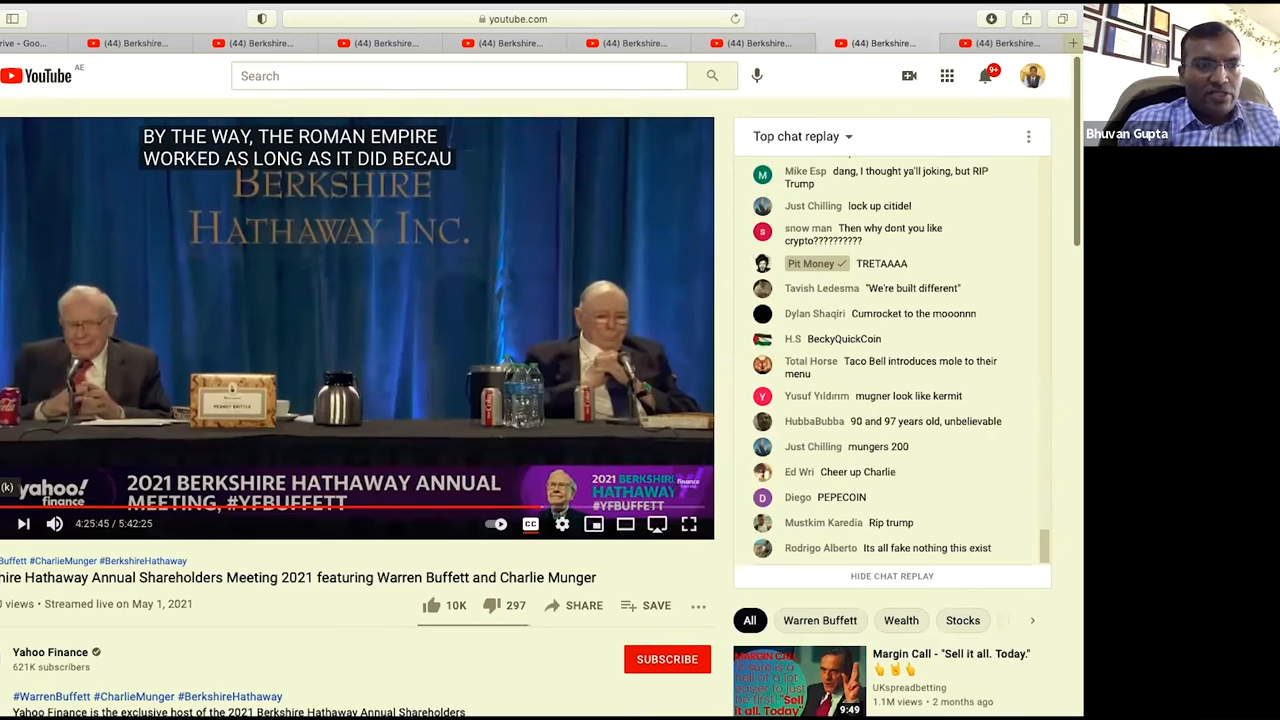 youtube.com
rive - Goo...
(44) Berkshire...
(44) Berkshire...
(44) Berkshire...
(44) Berkshire...
(44) Berkshire...
(44) Berkshire...
(44) Berkshire...
(44) Berkshire...
YouTube AE
Search
9+
Bhuvan Gupta
BY THE WAY, THE ROMAN EMPIRE
WORKED AS LONG AS IT DID BECAU
BERKSHIRE
HATHAWAY INC.
PEANUT BRITTLE
(k)
yahoo!
finance
2021 BERKSHIRE HATHAWAY ANNUAL
MEETING, #YFBUFFETT
2021 BERKSHIRE
HATHAWAY
#YFBUFFETT
yahoo!
finance
4:25:45 / 5:42:25
CC
Top chat replay
Mike Esp dang, I thought ya'll joking, but RIP
Trump
Just Chilling lock up citidel
snow man Then why dont you like
crypto??????????
Pit Money TRETAAAA
Tavish Ledesma "We're built different"
Dylan Shaqiri Cumrocket to the mooonnn
H.S BeckyQuickCoin
Total Horse Taco Bell introduces mole to their
menu
Yusuf Yıldırım mugner look like kermit
HubbaBubba 90 and 97 years old, unbelievable
Just Chilling mungers 200
Ed Wri Cheer up Charlie
Diego PEPECOIN
Mustkim Karedia Rip trump
Rodrigo Alberto Its all fake nothing this exist
HIDE CHAT REPLAY
Buffett #CharlieMunger #BerkshireHathaway
hire Hathaway Annual Shareholders Meeting 2021 featuring Warren Buffett and Charlie Munger
0 views • Streamed live on May 1, 2021
10K
297
SHARE
SAVE
Yahoo Finance
621K subscribers
SUBSCRIBE
#WarrenBuffett #CharlieMunger #BerkshireHathaway
Yahoo Finance is the exclusive host of the 2021 Berkshire Hathaway Annual Shareholders
All
Warren Buffett
Wealth
Stocks
Margin Call - "Sell it all. Today."
UKspreadbetting
1.1M views • 2 months ago
9:49